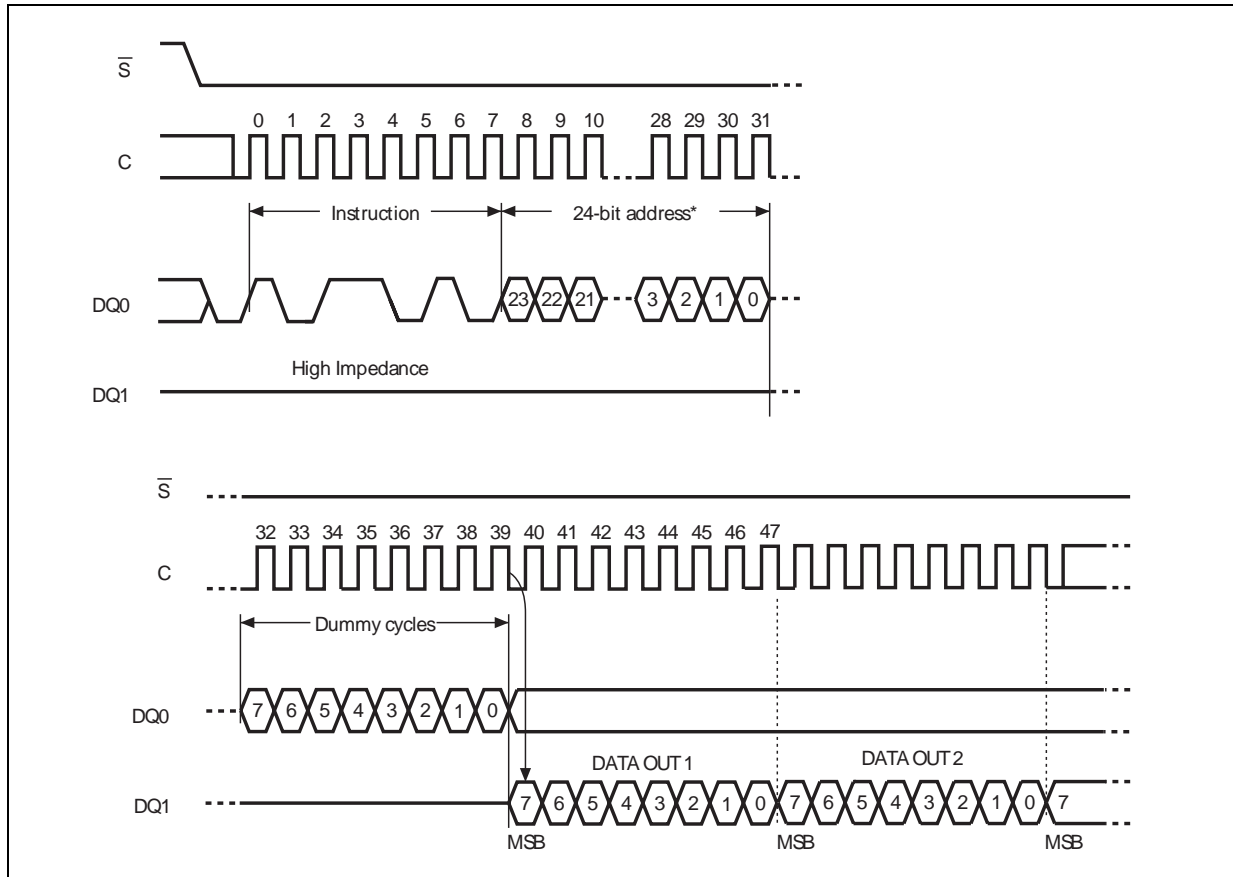 S
0 1 2 3 4 5 6 7 8 9 10 28 29 30 31
C
Instruction 24-bit address*
DQ0 23 22 21 3 2 1 0
High Impedance
DQ1
S
32 33 34 35 36 37 38 39 40 41 42 43 44 45 46 47
C
Dummy cycles
DQ0 7 6 5 4 3 2 1 0
DATA OUT 1 DATA OUT 2
DQ1 7 6 5 4 3 2 1 0 7 6 5 4 3 2 1 0 7
MSB MSB MSB